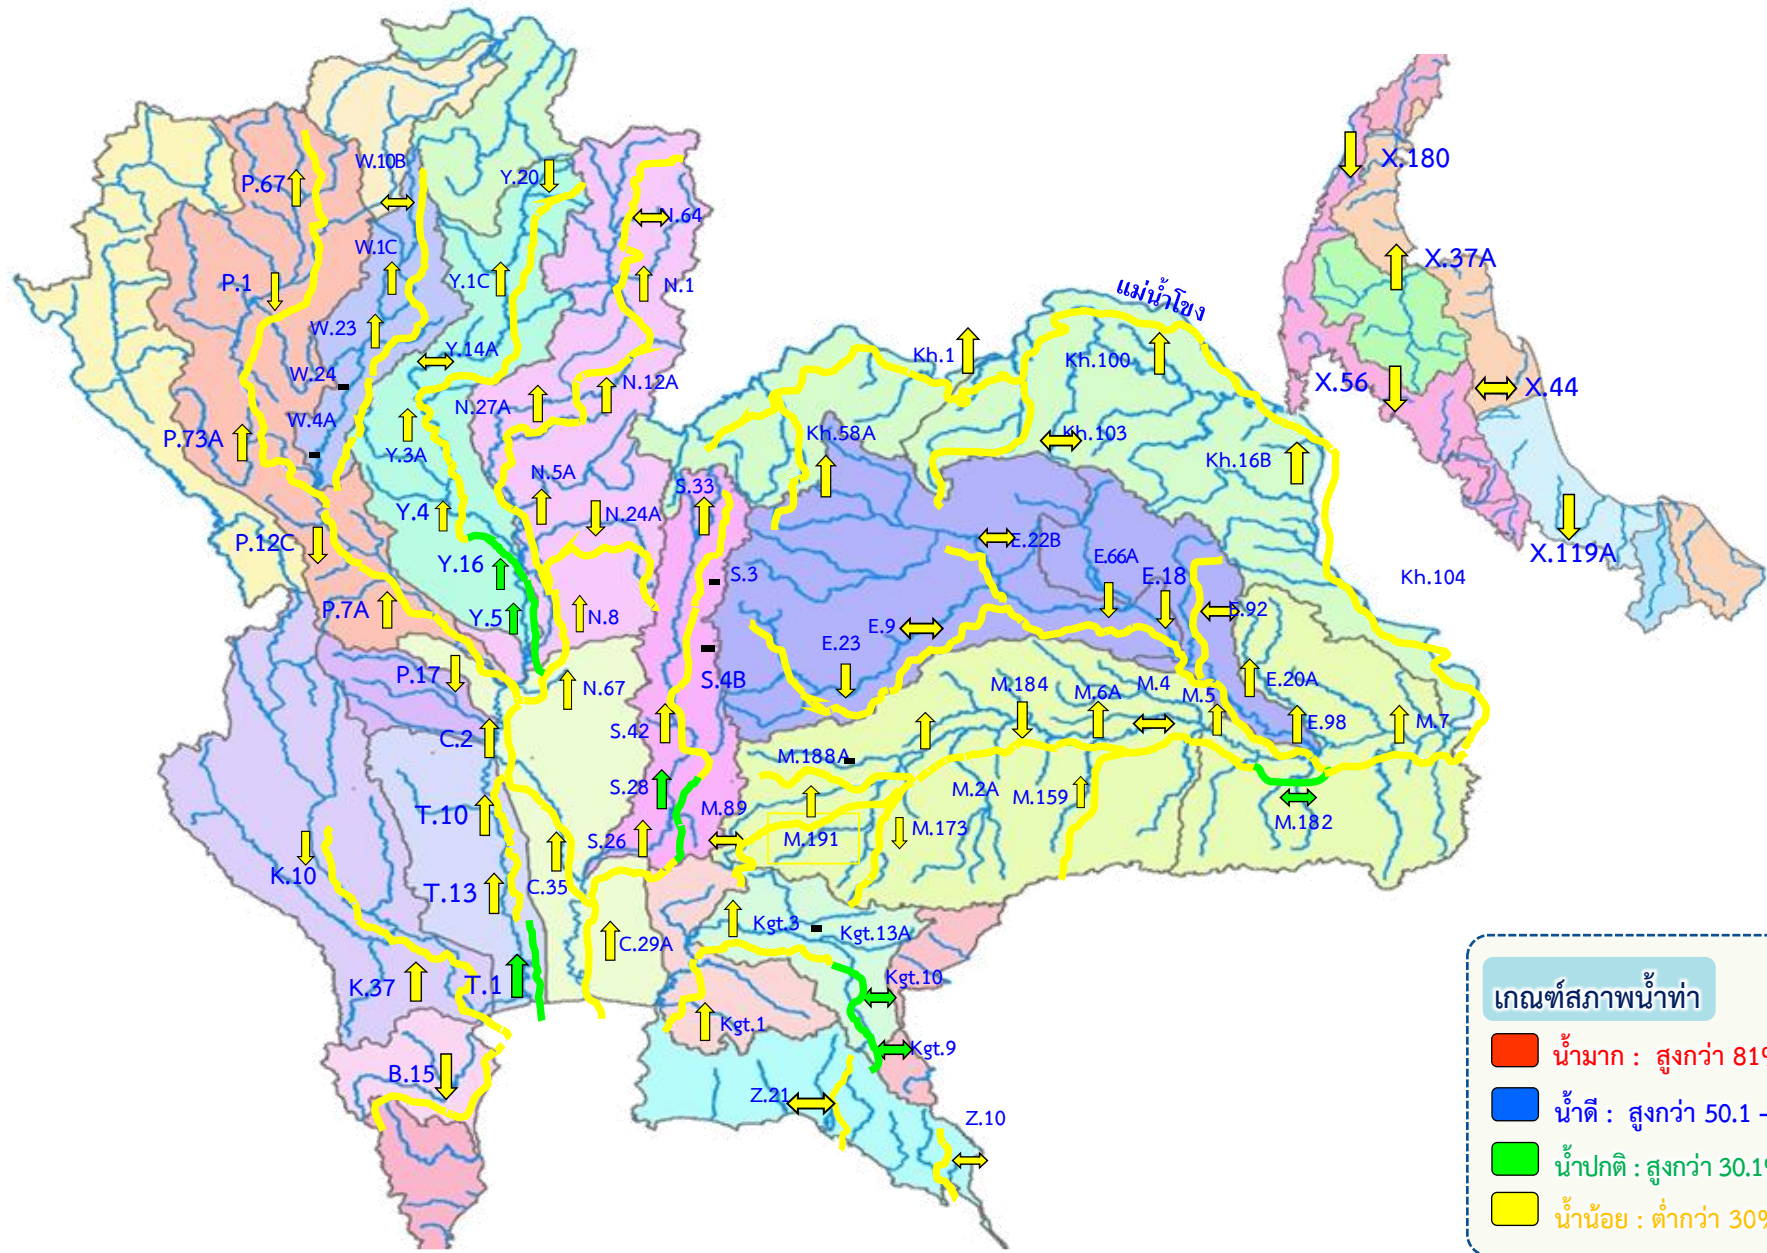 W.10B
X.180
P.67
Y.20
N.64
W.1C
X.37A
P.1
Y.1C
N.1
แม่น้ำโขง
W.23
Y.14A
Kh.1
Kh.100
W.24
N.12A
X.56
X.44
N.27A
W.4A
P.73A
Kh.58A
Kh.103
Y.3A
Kh.16B
N.5A
S.33
Y.4
N.24A
P.12C
E.22B
X.119A
Y.16
E.66A
E.18
S.3
Kh.104
P.7A
Y.5
N.8
E.92
E.9
E.23
P.17
S.4B
N.67
M.184
M.6A
M.4
M.5
E.20A
C.2
S.42
E.98
M.7
M.188A
S.28
M.2A
M.159
T.10
M.89
M.173
M.182
S.26
M.191
K.10
C.35
T.13
Kgt.3
Kgt.13A
C.29A
K.37
T.1
Kgt.10
เกณฑ์สภาพน้ำท่า
Kgt.1
Kgt.9
น้ำมาก : สูงกว่า 81%
B.15
Z.21
Z.10
น้ำดี : สูงกว่า 50.1 -
น้ำปกติ : สูงกว่า 30.1%
น้ำน้อย : ต่ำกว่า 30%